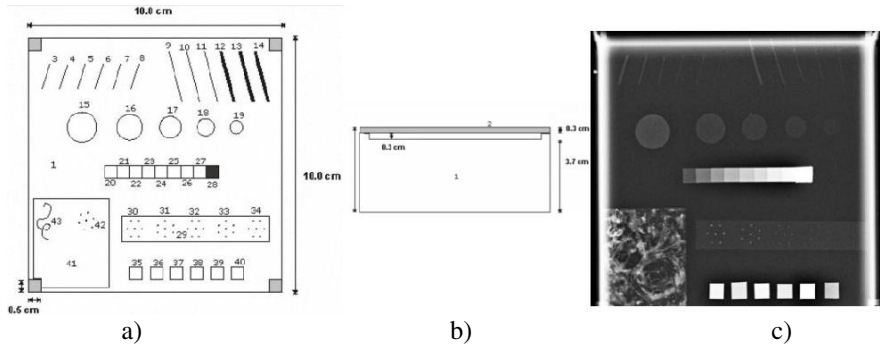 10.0 cm
3 4 5 6 7 8 9 10 11 12 13 14
15 16 17 18 19
1
21 23 25 27
20 22 24 26 28
10.0 cm
30 31 32 33 34
29
43 42
41
35 36 37 38 39 40
0.5 cm
a)
2
0.3 cm
0.3 cm
3.7 cm
1
b)
c)